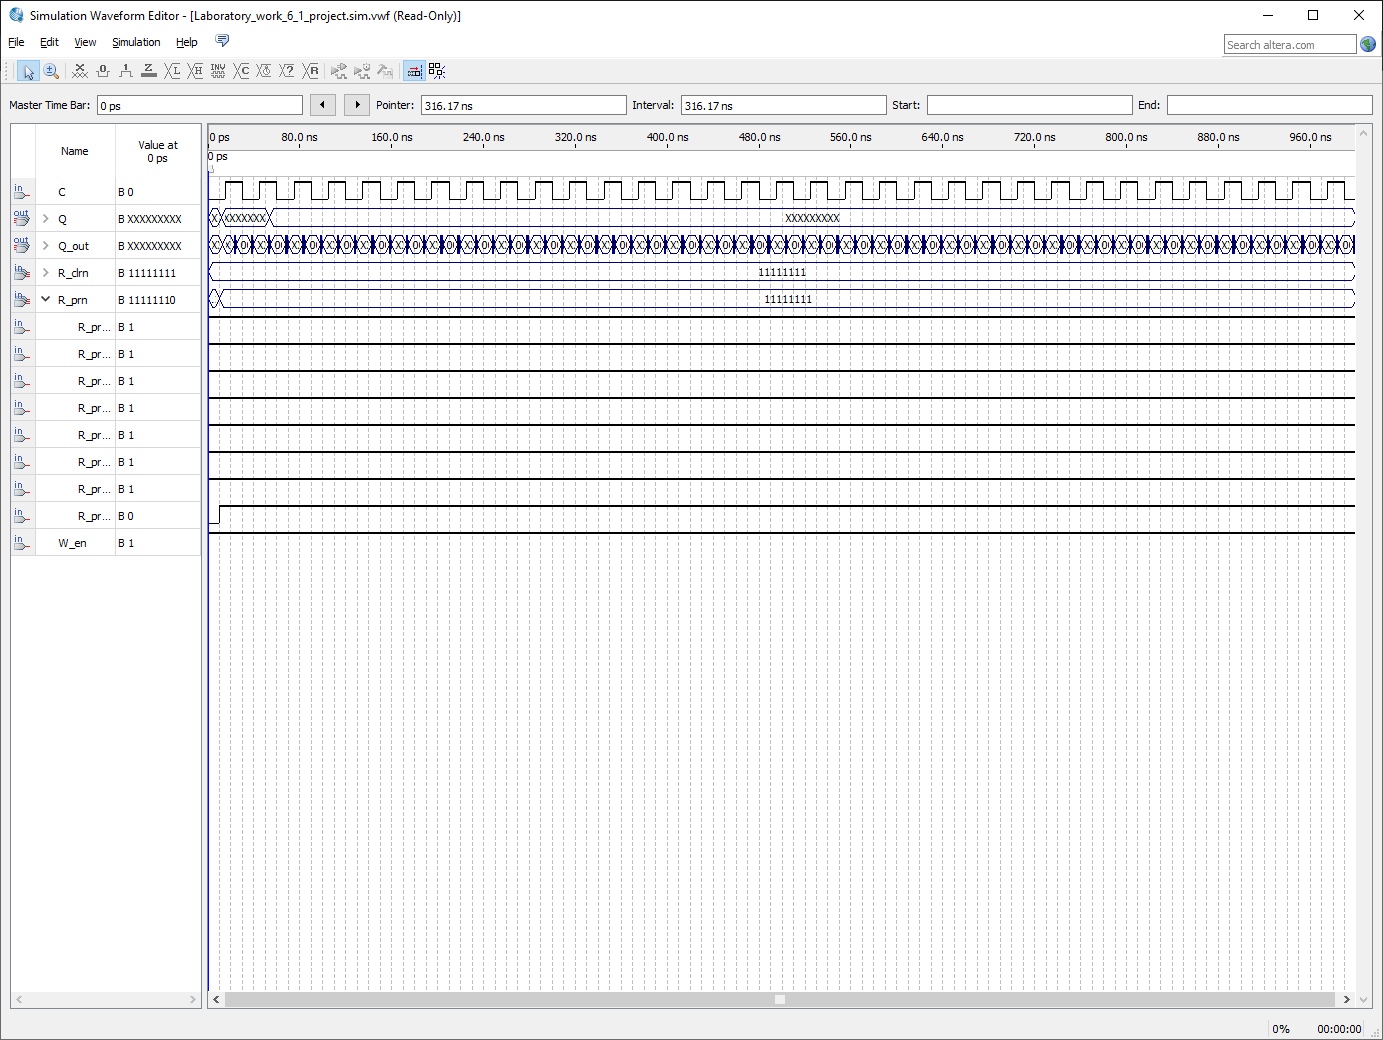 Simulation Waveform Editor - [Laboratory_work_6_1_project.sim.vwf (Read-Only)]
File Edit View Simulation Help
Search altera.com
Master Time Bar: 0 ps Pointer: 316.17 ns Interval: 316.17 ns Start: End:
Name Value at 0 ps
0 ps 80.0 ns 160.0 ns 240.0 ns 320.0 ns 400.0 ns 480.0 ns 560.0 ns 640.0 ns 720.0 ns 800.0 ns 880.0 ns 960.0 ns
0 ps
in C B 0
out Q B XXXXXXXXX XXXXXXXXX
out Q_out B XXXXXXXXX
in R_clrn B 11111111 11111111
in R_prn B 11111110 11111111
in R_pr... B 1
in R_pr... B 1
in R_pr... B 1
in R_pr... B 1
in R_pr... B 1
in R_pr... B 1
in R_pr... B 1
in R_pr... B 0
in W_en B 1
0% 00:00:00